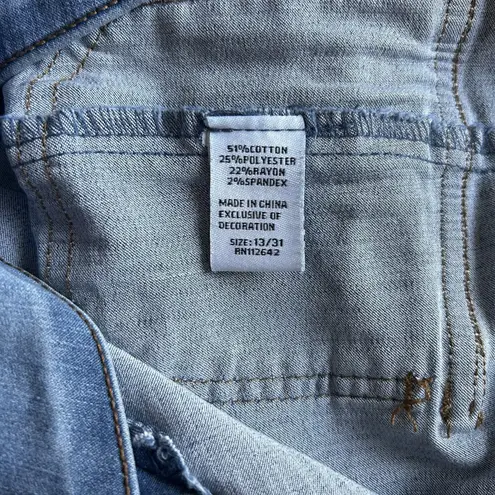 51%COTTON
25%POLYESTER
22%RAYON
2%SPANDEX
MADE IN CHINA
EXCLUSIVE OF
DECORATION
SIZE: 13/31
RN112642